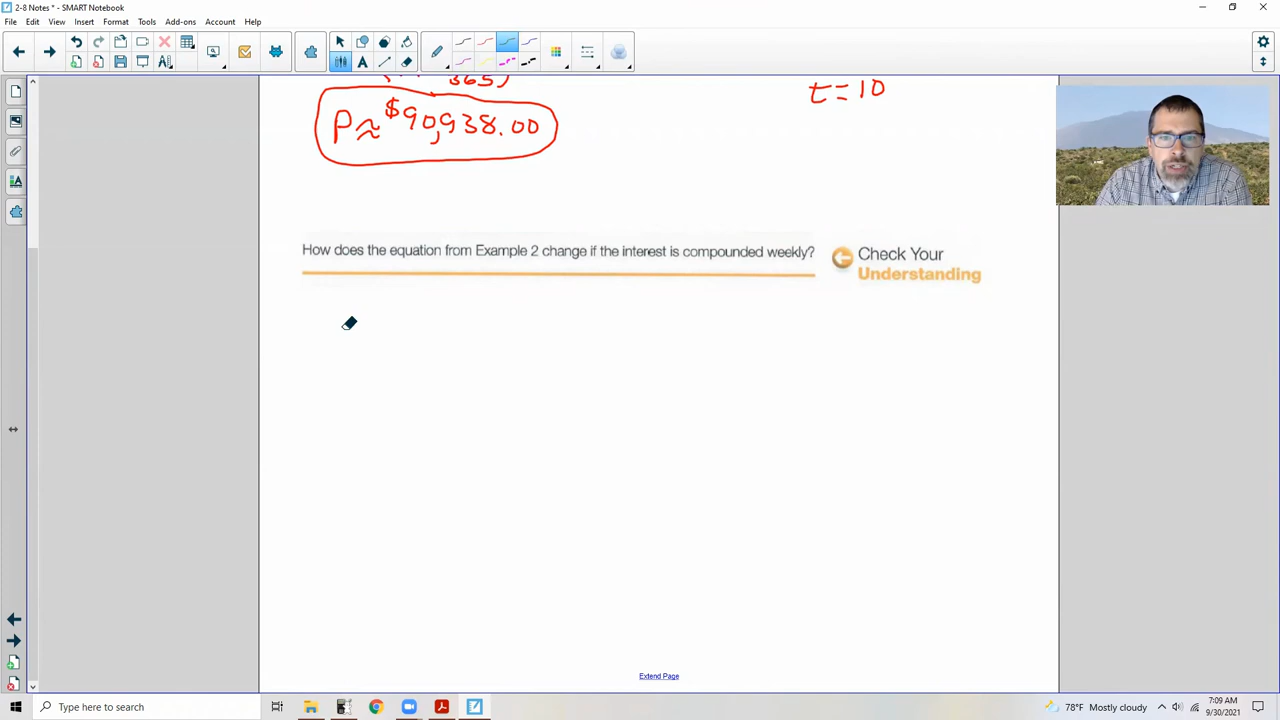 2-8 Notes * - SMART Notebook
File Edit View Insert Format Tools Add-ons Account Help
365)
t = 10
P ≈ $90,938.00
How does the equation from Example 2 change if the interest is compounded weekly?
Check Your
Understanding
Extend Page
Type here to search
78°F Mostly cloudy
7:09 AM
9/30/2021